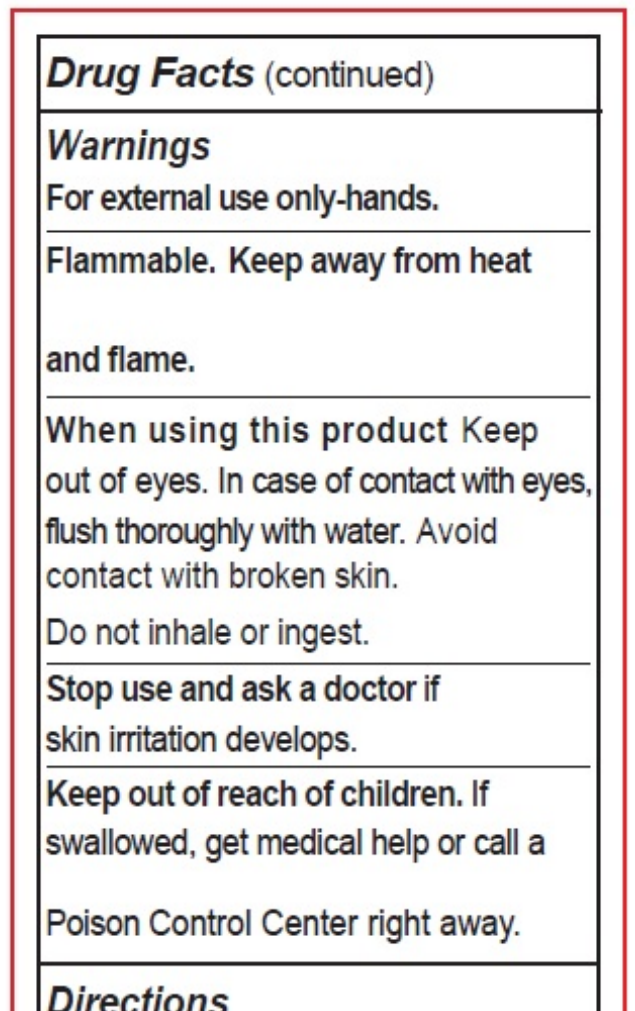 Drug Facts (continued)
Warnings
For external use only-hands.
Flammable. Keep away from heat
and flame.
When using this product Keep
out of eyes. In case of contact with eyes,
flush thoroughly with water. Avoid
contact with broken skin.
Do not inhale or ingest.
Stop use and ask a doctor if
skin irritation develops.
Keep out of reach of children. If
swallowed, get medical help or call a
Poison Control Center right away.
Directions